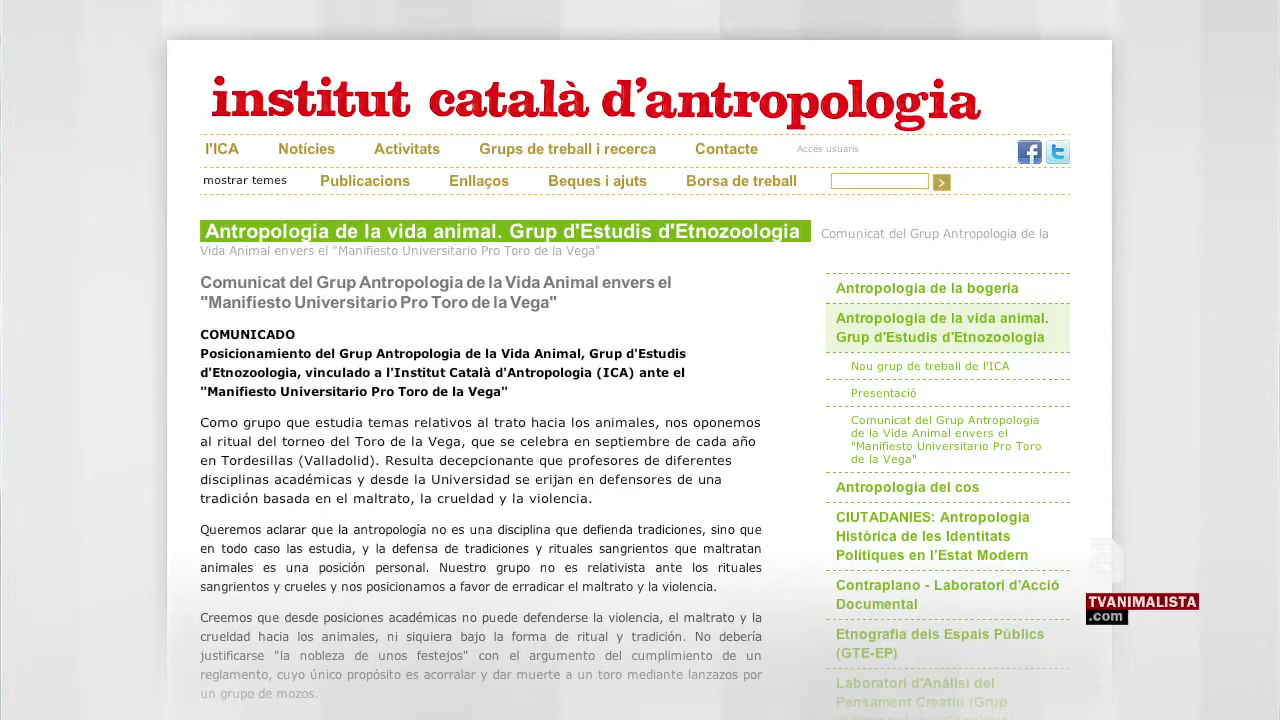 institut català d'antropologia
l'ICA Notícies Activitats Grups de treball i recerca Contacte Accés usuaris
mostrar temes Publicacions Enllaços Beques i ajuts Borsa de treball
Antropologia de la vida animal. Grup d'Estudis d'Etnozoologia Comunicat del Grup Antropologia de la
Vida Animal envers el "Manifiesto Universitario Pro Toro de la Vega"
Comunicat del Grup Antropologia de la Vida Animal envers el
"Manifiesto Universitario Pro Toro de la Vega"
COMUNICADO
Posicionamiento del Grup Antropologia de la Vida Animal, Grup d'Estudis
d'Etnozoologia, vinculado a l'Institut Català d'Antropologia (ICA) ante el
"Manifiesto Universitario Pro Toro de la Vega"
Como grupo que estudia temas relativos al trato hacia los animales, nos oponemos
al ritual del torneo del Toro de la Vega, que se celebra en septiembre de cada año
Tordesillas (Valladolid). Resulta decepcionante que profesores de diferentes
disciplinas académicas y desde la Universidad se erijan en defensores de una
tradición basada en el maltrato, la crueldad y la violencia.
Queremos aclarar que la antropología no es una disciplina que defienda tradiciones, sino que
en todo caso las estudia, y la defensa de tradiciones y rituales sangrientos que maltratan
animales es una posición personal. Nuestro grupo no es relativista ante los rituales
sangrientos y crueles y nos posicionamos a favor de erradicar el maltrato y la violencia.
Creemos que desde posiciones académicas no puede defenderse la violencia, el maltrato y la
crueldad hacia los animales, ni siquiera bajo la forma de ritual y tradición. No debería
justificarse "la nobleza de unos festejos" con el argumento del cumplimiento de un
reglamento, cuyo único propósito es acorralar y dar muerte a un toro mediante lanzazos por
un grupo de mozos.
Antropologia de la bogeria
Antropologia de la vida animal.
Grup d'Estudis d'Etnozoologia
Nou grup de treball de l'ICA
Presentació
Comunicat del Grup Antropologia
de la Vida Animal envers el
"Manifiesto Universitario Pro Toro
de la Vega"
Antropologia del cos
CIUTADANIES: Antropologia
Històrica de les Identitats
Polítiques en l'Estat Modern
Contraplano - Laboratori d'Acció
Documental
Etnografia dels Espais Públics
(GTE-EP)
Laboratori d'Anàlisi del
Pensament Creatiu (Grup
TVANIMALISTA
.com